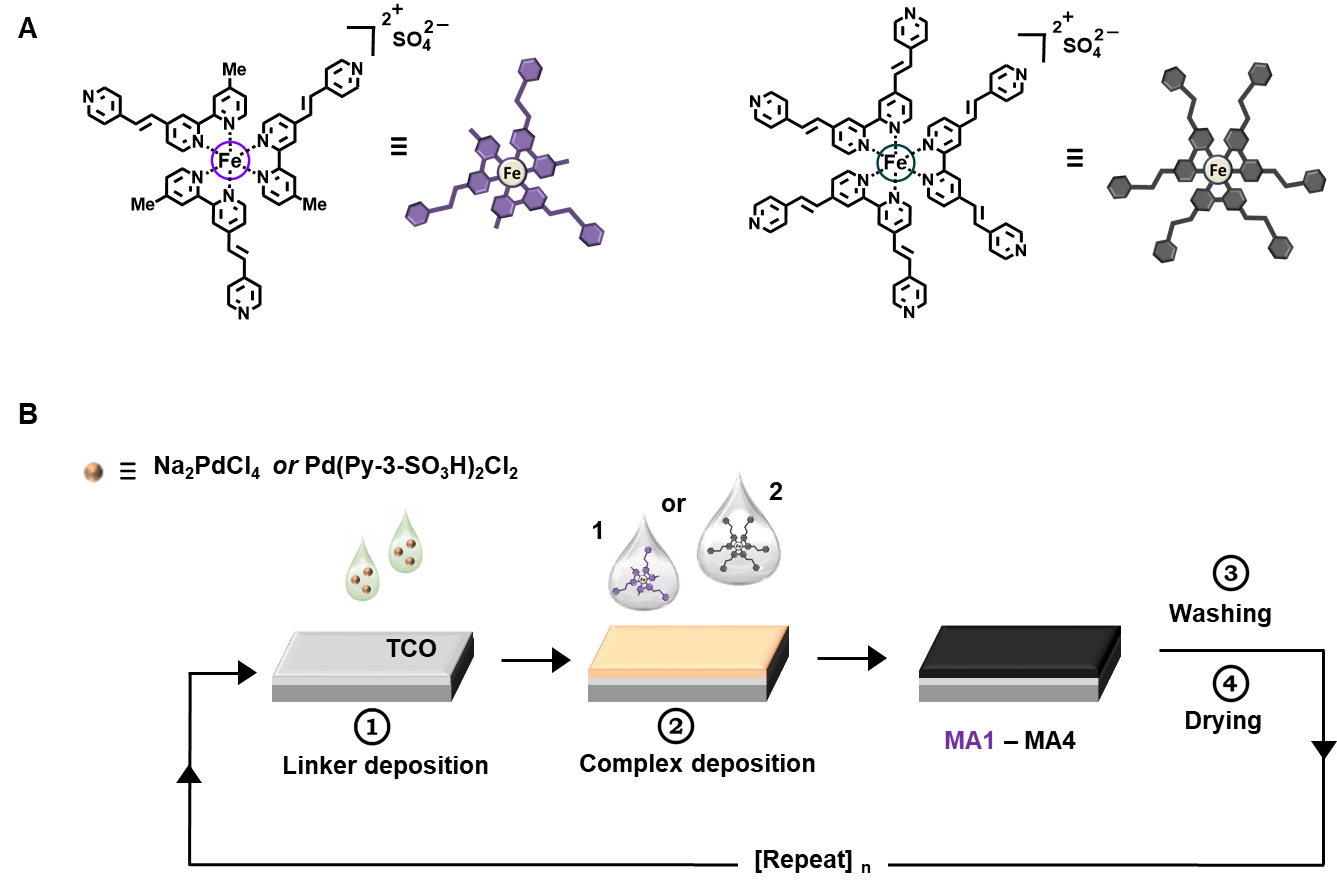 A
]2+ SO4 2−
Me
N
N
N
N
N
Fe
N
N
N
N
Me
Me
N
≡
Fe
]2+ SO4 2−
N
N
N
N
N
N
Fe
N
N
N
N
N
N
N
≡
Fe
B
≡ Na2PdCl4 or Pd(Py-3-SO3H)2Cl2
1 or 2
TCO
① Linker deposition
② Complex deposition
MA1 – MA4
③
Washing
④
Drying
[Repeat] n